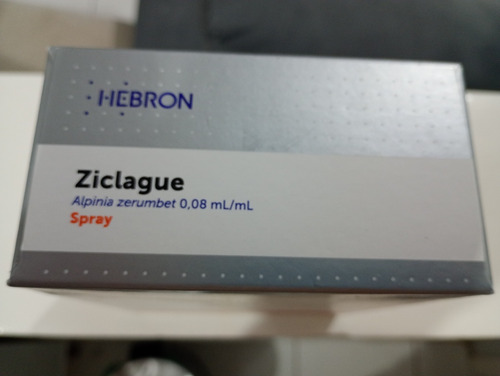 HEBRON
Ziclague
Alpinia zerumbet 0,08 mL/mL
Spray